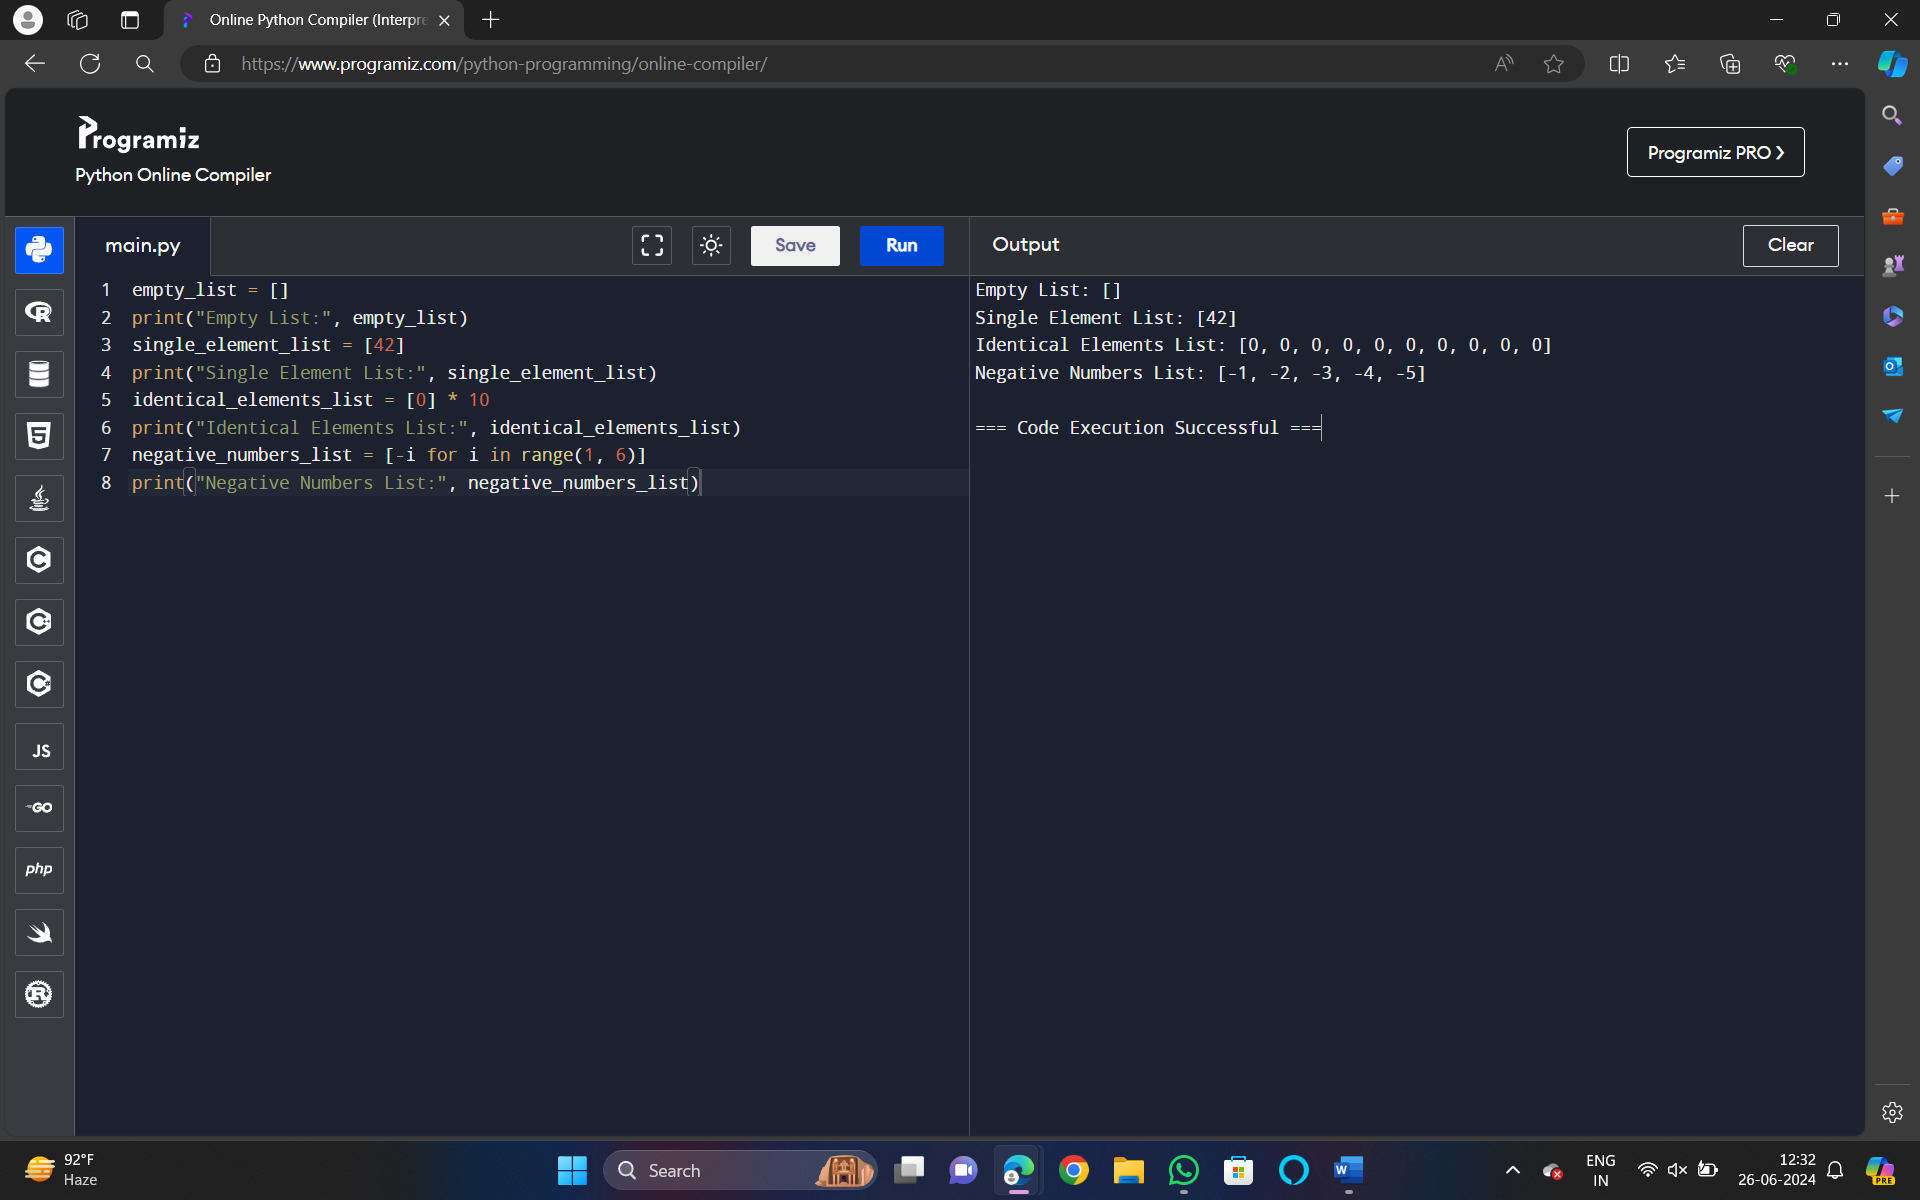 Online Python Compiler (Interpre
https://www.programiz.com/python-programming/online-compiler/
Programiz
Python Online Compiler
Programiz PRO ❯
main.py
Save
Run
Output
Clear
1 empty_list = []
2 print("Empty List:", empty_list)
3 single_element_list = [42]
4 print("Single Element List:", single_element_list)
5 identical_elements_list = [0] * 10
6 print("Identical Elements List:", identical_elements_list)
7 negative_numbers_list = [-i for i in range(1, 6)]
8 print("Negative Numbers List:", negative_numbers_list)
Empty List: []
Single Element List: [42]
Identical Elements List: [0, 0, 0, 0, 0, 0, 0, 0, 0, 0]
Negative Numbers List: [-1, -2, -3, -4, -5]
=== Code Execution Successful ===
JS
GO
php
92°F
Haze
Search
ENG
IN
12:32
26-06-2024
PRE